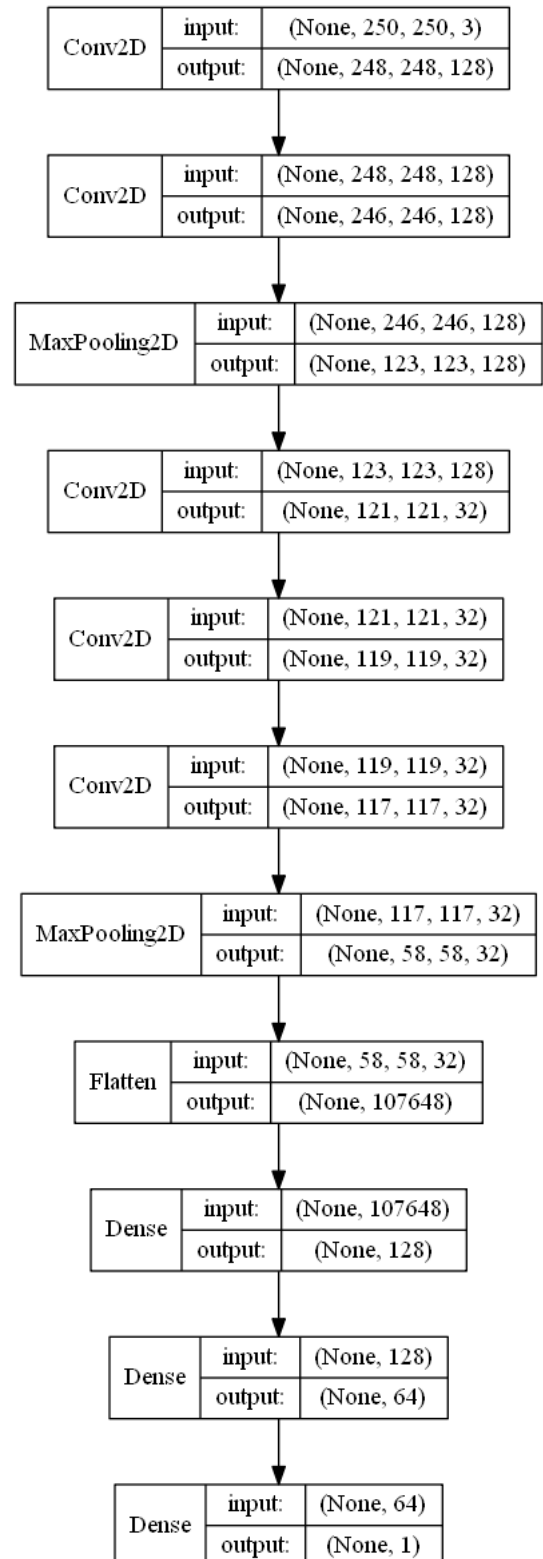 Conv2D
input: (None, 250, 250, 3)
output: (None, 248, 248, 128)
Conv2D
input: (None, 248, 248, 128)
output: (None, 246, 246, 128)
MaxPooling2D
input: (None, 246, 246, 128)
output: (None, 123, 123, 128)
Conv2D
input: (None, 123, 123, 128)
output: (None, 121, 121, 32)
Conv2D
input: (None, 121, 121, 32)
output: (None, 119, 119, 32)
Conv2D
input: (None, 119, 119, 32)
output: (None, 117, 117, 32)
MaxPooling2D
input: (None, 117, 117, 32)
output: (None, 58, 58, 32)
Flatten
input: (None, 58, 58, 32)
output: (None, 107648)
Dense
input: (None, 107648)
output: (None, 128)
Dense
input: (None, 128)
output: (None, 64)
Dense
input: (None, 64)
output: (None, 1)